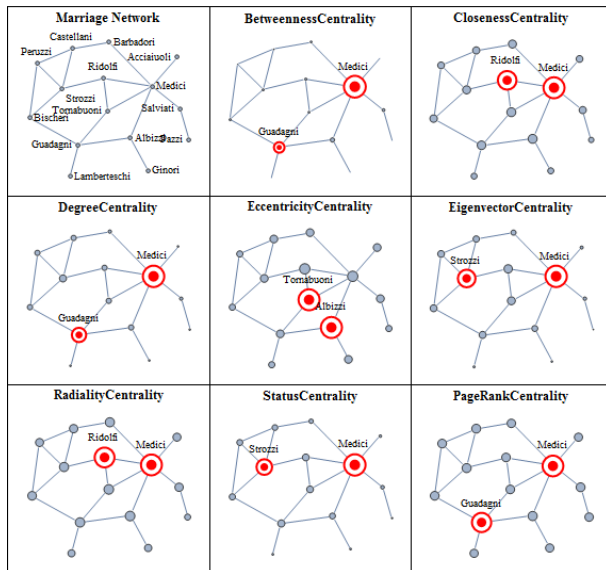 Marriage Network
Castellani
Barbadori
Peruzzi
Acciaiuoli
Ridolfi
Medici
Strozzi
Tornabuoni
Salviati
Bischeri
Guadagni
Albizzi
Pazzi
Lamberteschi
Ginori
BetweennessCentrality
Medici
Guadagni
ClosenessCentrality
Ridolfi
Medici
DegreeCentrality
Medici
Guadagni
EccentricityCentrality
Tornabuoni
Albizzi
EigenvectorCentrality
Strozzi
Medici
RadialityCentrality
Ridolfi
Medici
StatusCentrality
Strozzi
Medici
PageRankCentrality
Medici
Guadagni